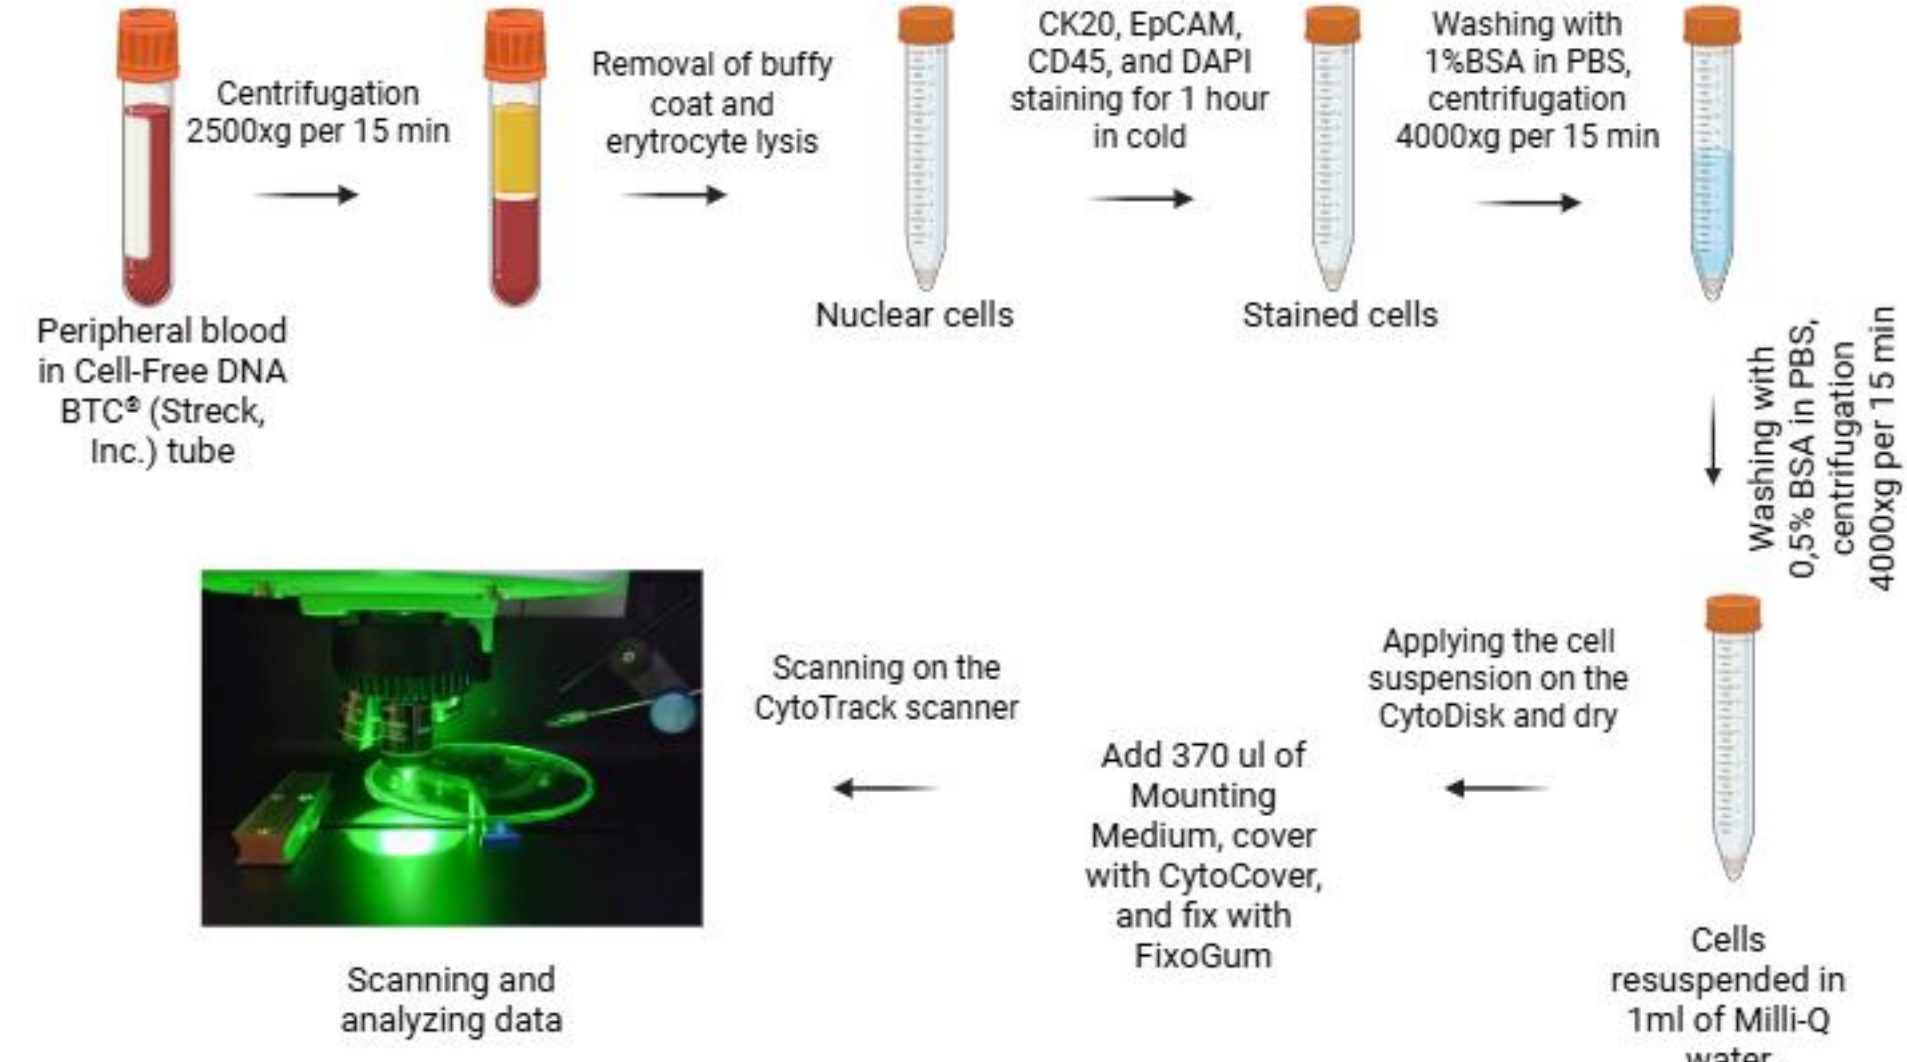 Centrifugation
2500xg per 15 min
Removal of buffy
coat and
erytrocyte lysis
CK20, EpCAM,
CD45, and DAPI
staining for 1 hour
in cold
Washing with
1%BSA in PBS,
centrifugation
4000xg per 15 min
Peripheral blood
in Cell-Free DNA
BTC® (Streck,
Inc.) tube
Nuclear cells
Stained cells
Washing with
0,5% BSA in PBS,
centrifugation
4000xg per 15 min
Cells
resuspended in
1ml of Milli-Q
water
Applying the cell
suspension on the
CytoDisk and dry
Add 370 ul of
Mounting
Medium, cover
with CytoCover,
and fix with
FixoGum
Scanning on the
CytoTrack scanner
Scanning and
analyzing data